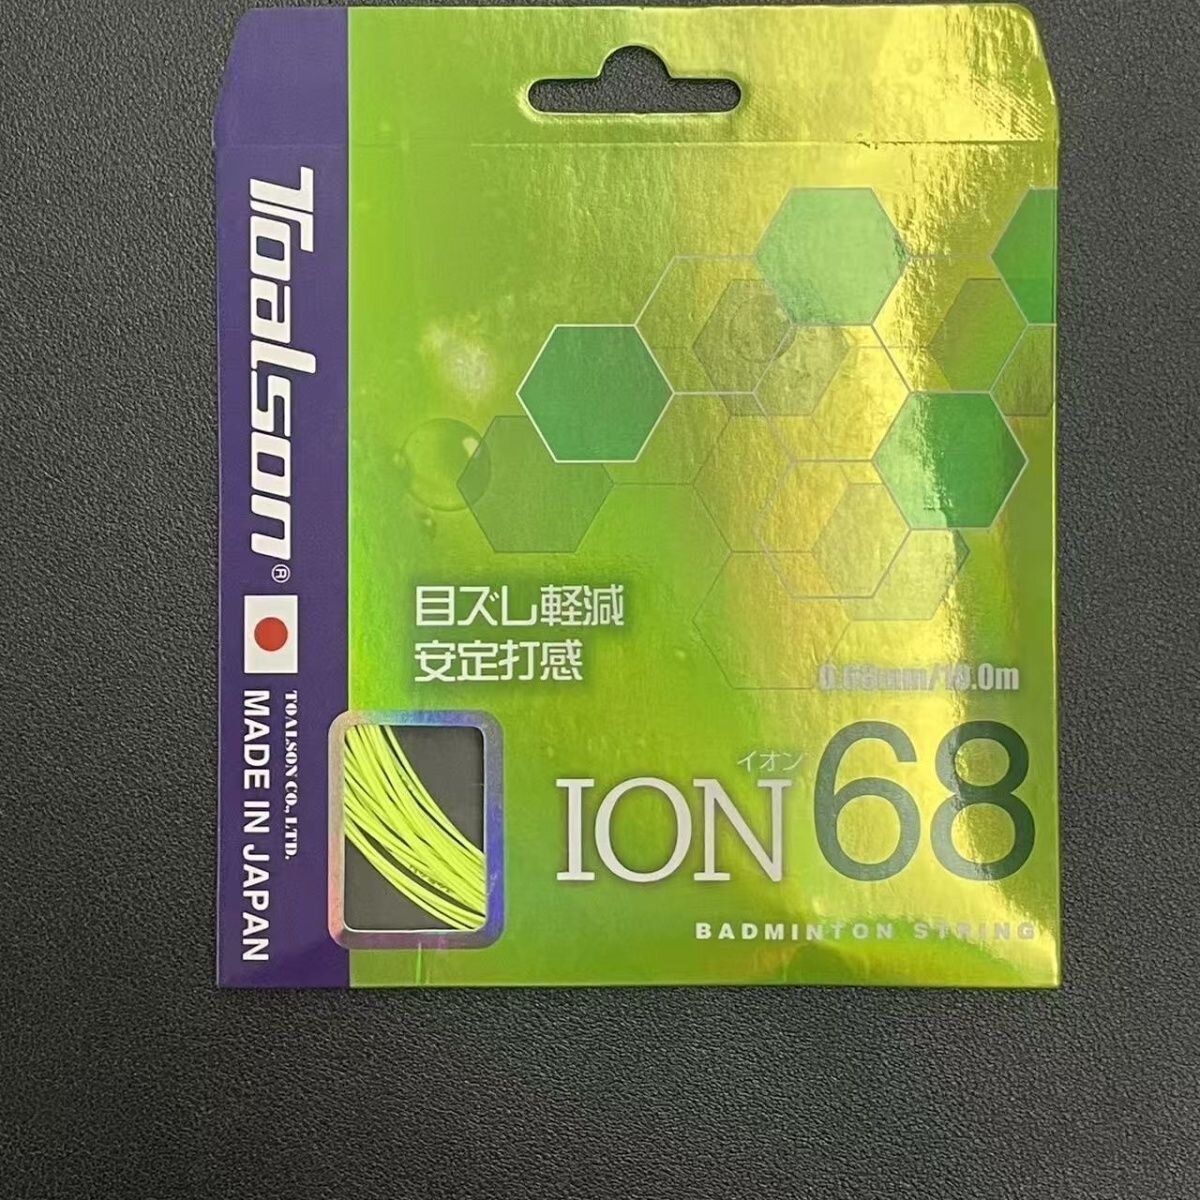 Toalson®
TOALSON CO., LTD.
MADE IN JAPAN
目ズレ軽減
安定打感
0.68mm/10.0m
イオン
ION 68
BADMINTON STRING